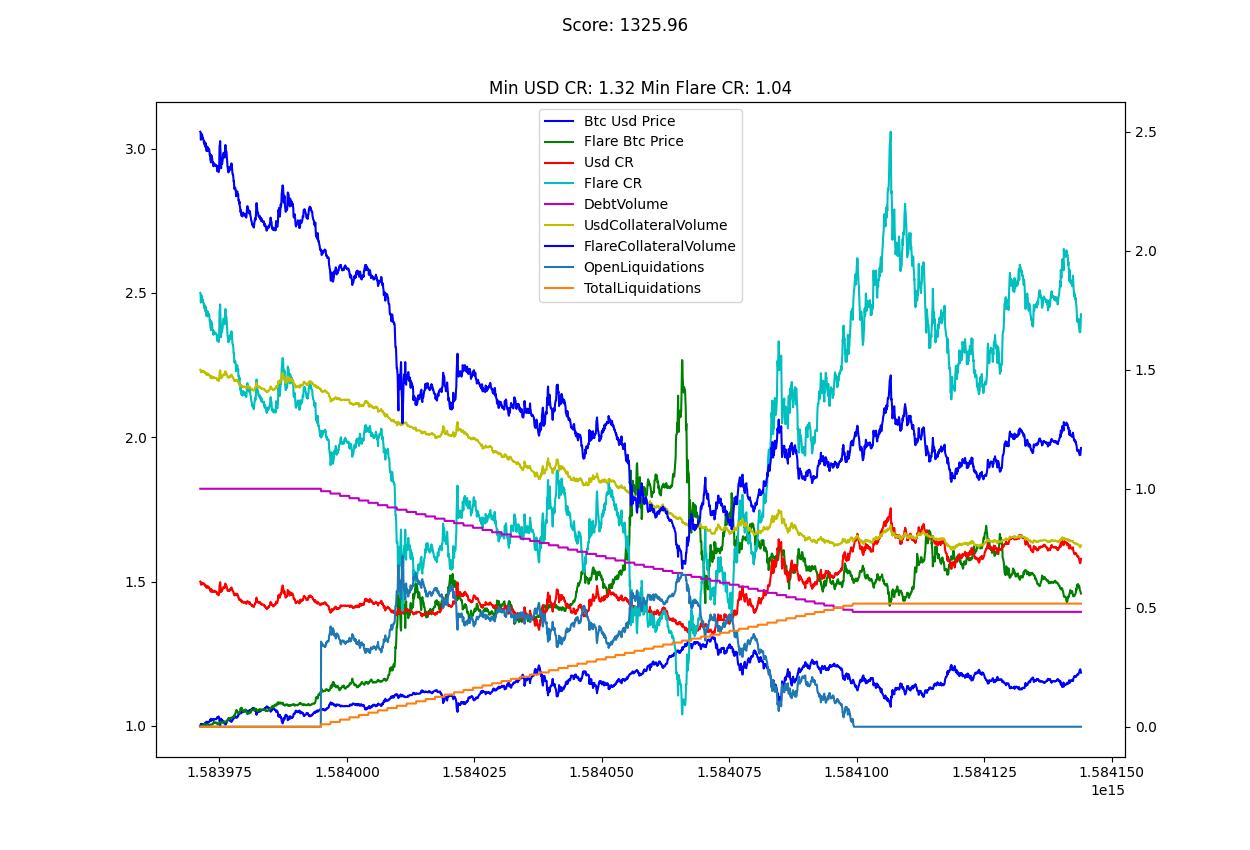 Score: 1325.96
Min USD CR: 1.32 Min Flare CR: 1.04
Btc Usd Price
Flare Btc Price
Usd CR
Flare CR
DebtVolume
UsdCollateralVolume
FlareCollateralVolume
OpenLiquidations
TotalLiquidations
3.0
2.5
2.0
1.5
1.0
2.5
2.0
1.5
1.0
0.5
0.0
1.583975 1.584000 1.584025 1.584050 1.584075 1.584100 1.584125 1.584150
1e15